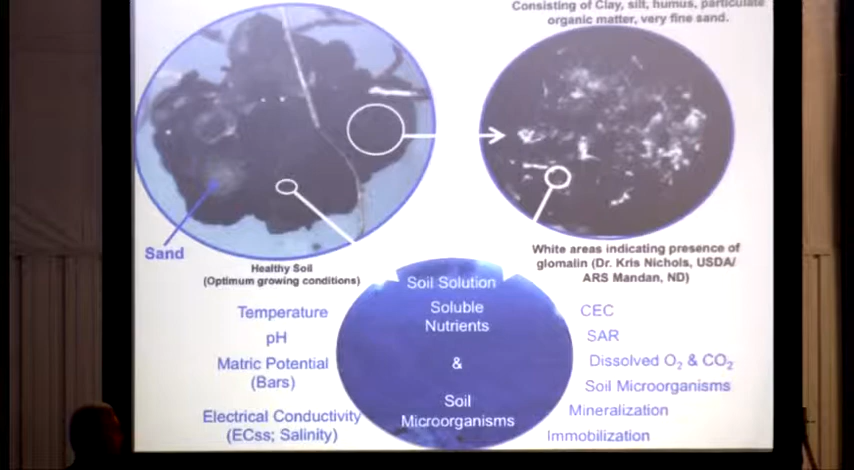 Consisting of Clay, silt, humus, particulate
organic matter, very fine sand.
Sand
Healthy Soil
(Optimum growing conditions)
White areas indicating presence of
glomalin (Dr. Kris Nichols, USDA/
ARS Mandan, ND)
Soil Solution
Soluble
Nutrients
&
Soil
Microorganisms
Temperature
pH
Matric Potential
(Bars)
Electrical Conductivity
(ECss; Salinity)
CEC
SAR
Dissolved O₂ & CO₂
Soil Microorganisms
Mineralization
Immobilization